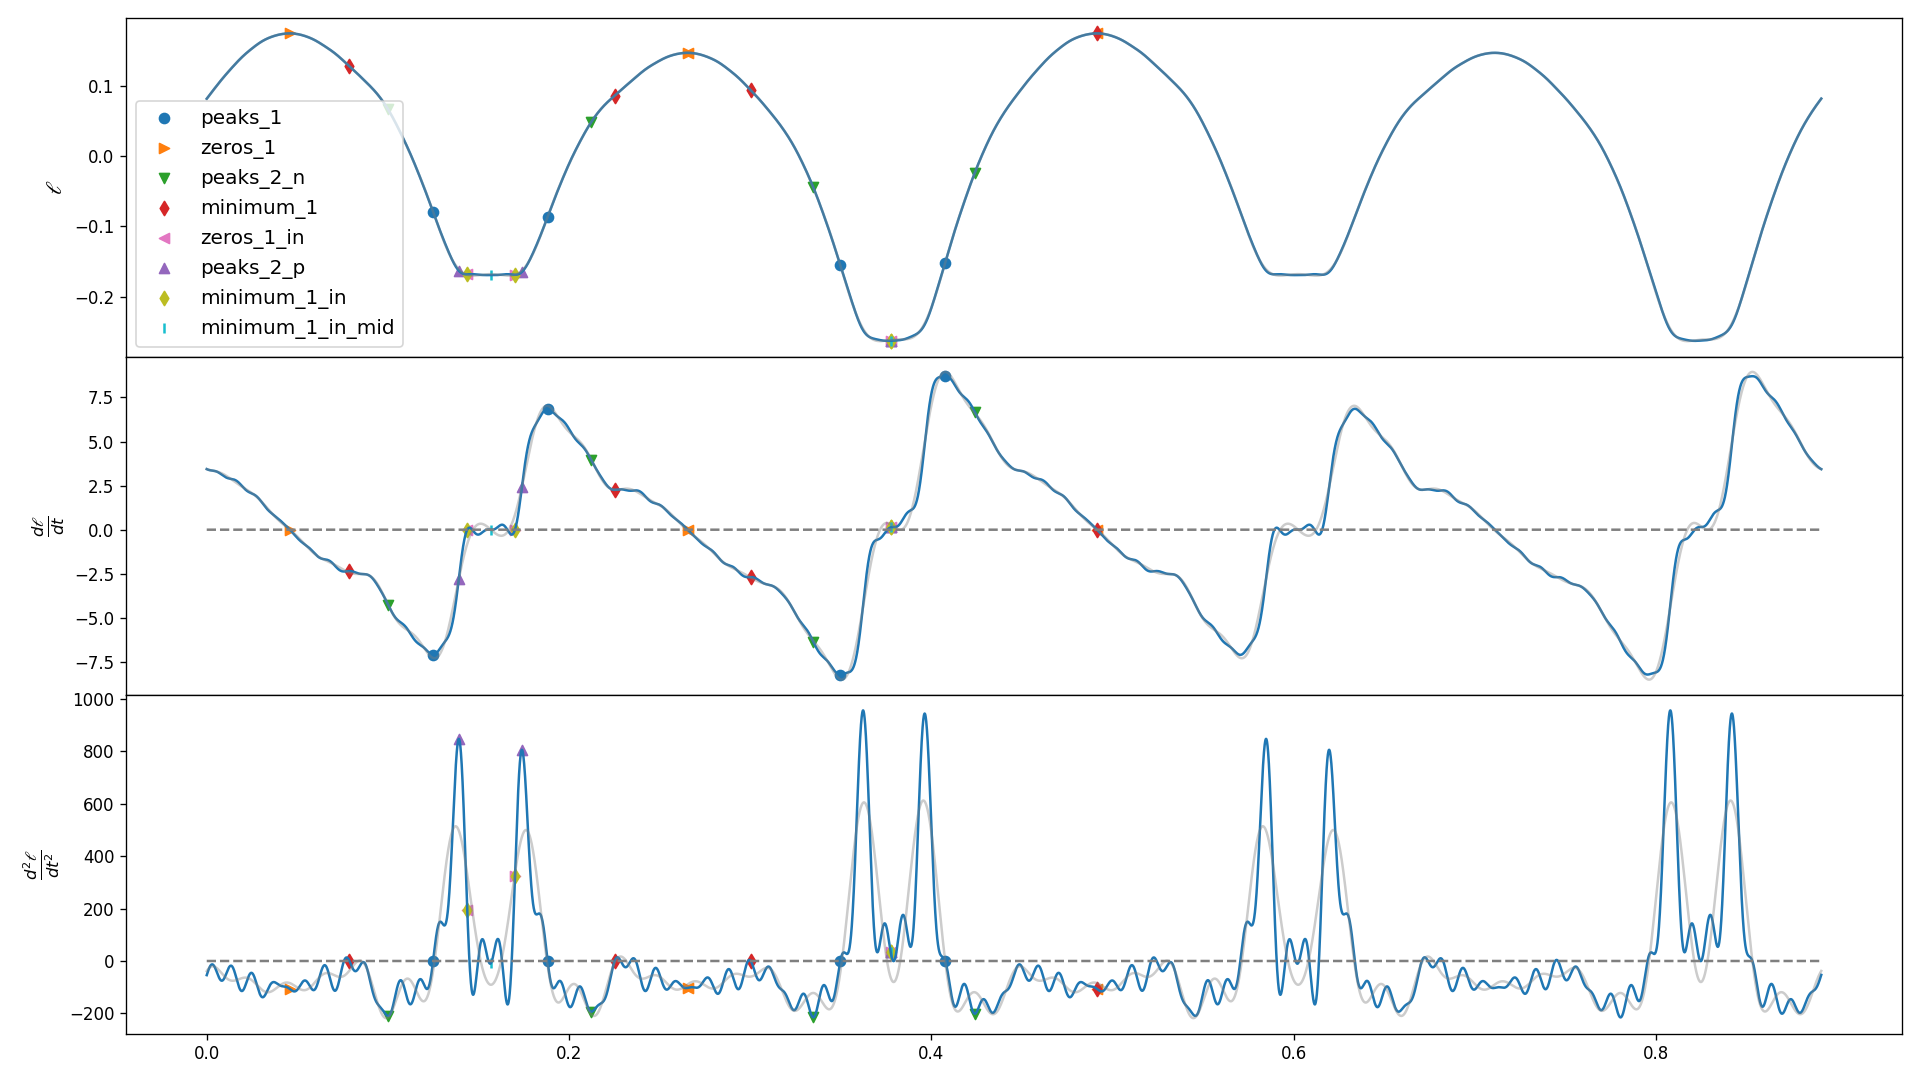 0.1
0.0
−0.1
−0.2
ℓ
peaks_1
zeros_1
peaks_2_n
minimum_1
zeros_1_in
peaks_2_p
minimum_1_in
minimum_1_in_mid
7.5
5.0
2.5
0.0
−2.5
−5.0
−7.5
dℓ
dt
1000
800
600
400
200
0
−200
d²ℓ
dt²
0.0 0.2 0.4 0.6 0.8